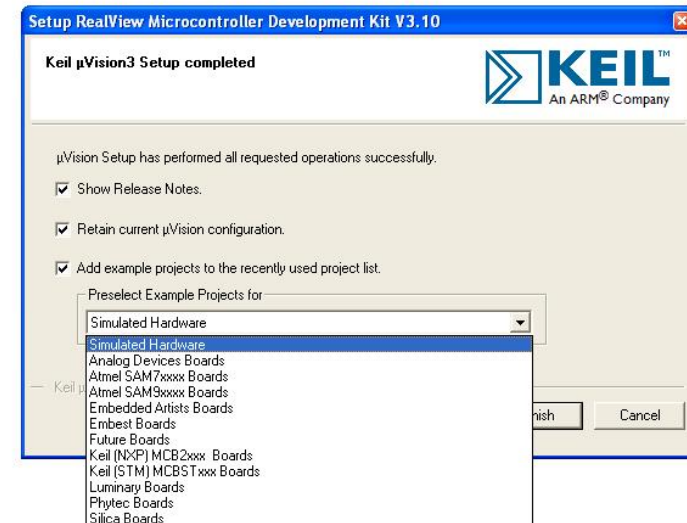 Setup RealView Microcontroller Development Kit V3.10
Keil µVision3 Setup completed
KEIL™
An ARM® Company
µVision Setup has performed all requested operations successfully.
Show Release Notes.
Retain current µVision configuration.
Add example projects to the recently used project list.
Preselect Example Projects for
Simulated Hardware
Simulated Hardware
Analog Devices Boards
Atmel SAM7xxxx Boards
Atmel SAM9xxxx Boards
Embedded Artists Boards
Embest Boards
Future Boards
Keil (NXP) MCB2xxx Boards
Keil (STM) MCBSTxxx Boards
Luminary Boards
Phytec Boards
Silica Boards
Keil µ
nish
Cancel